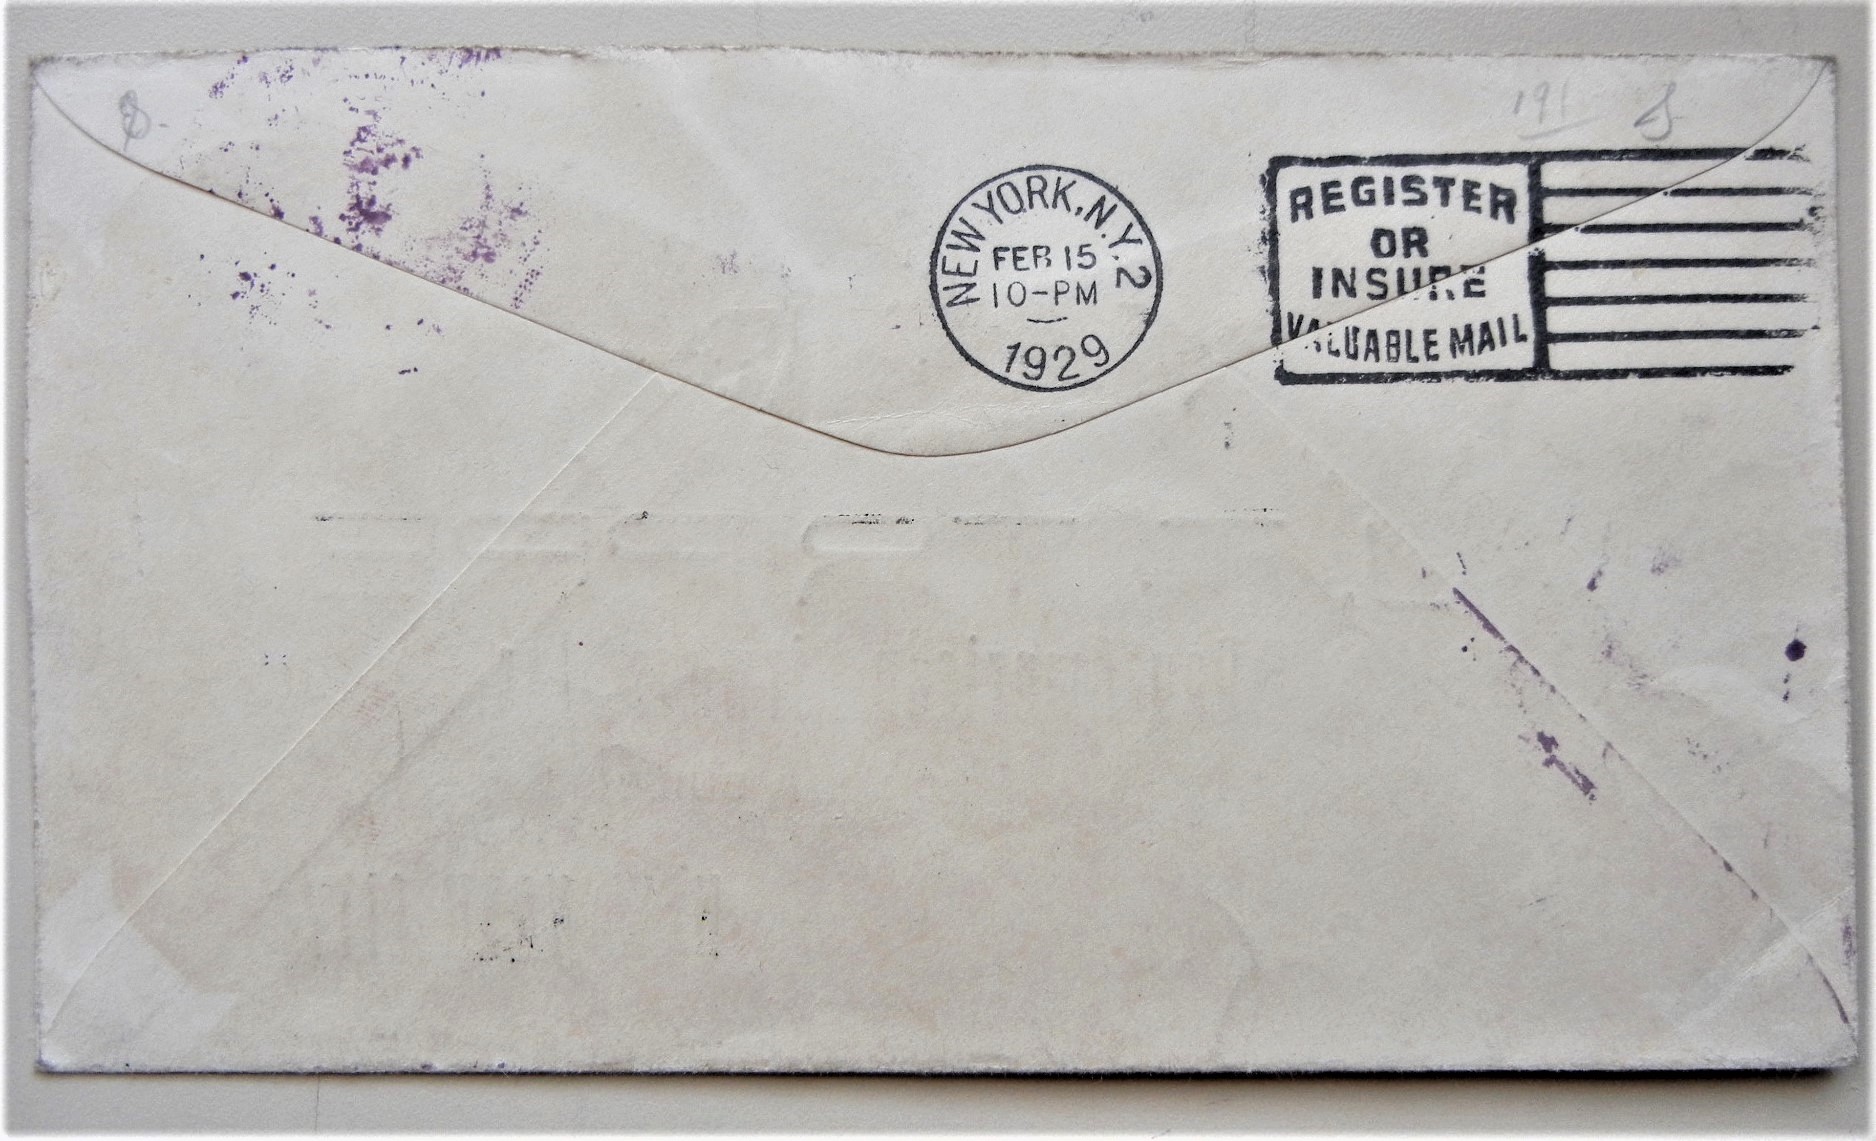 NEW YORK, N.Y. 2
FEB 15
10-PM
1929
REGISTER
OR
INSURE
VALUABLE MAIL